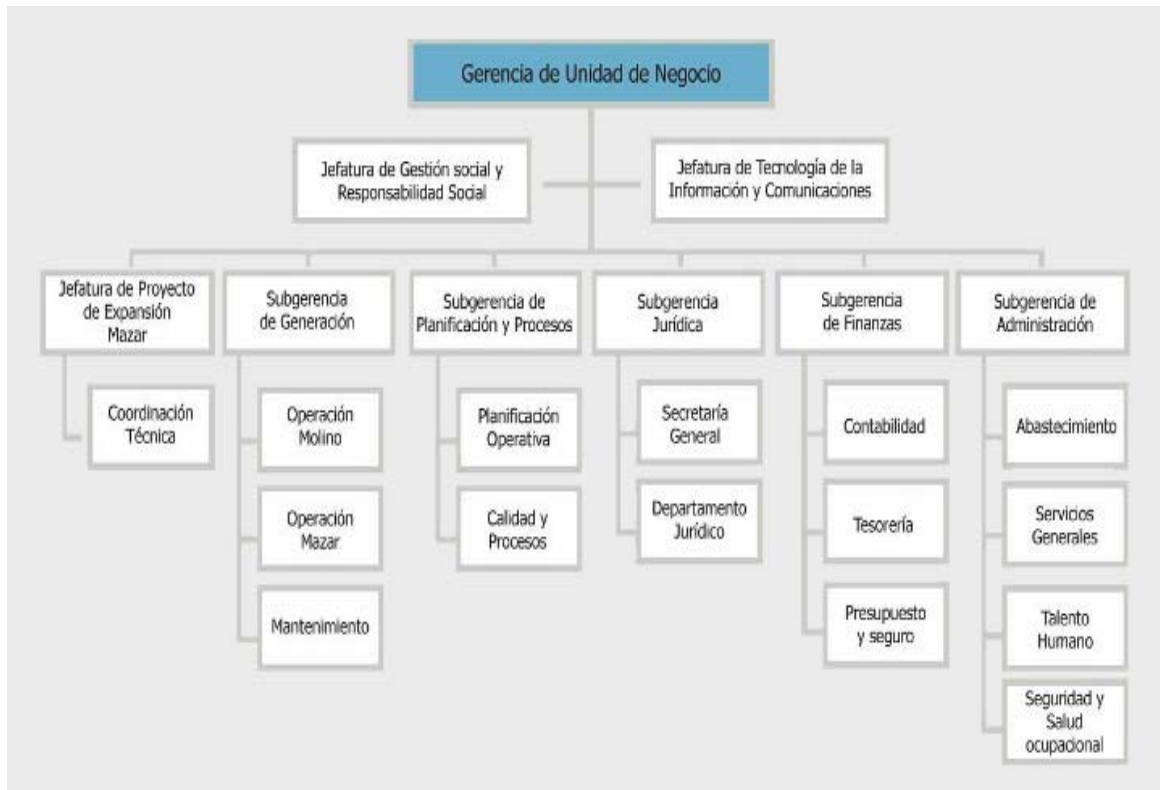 Gerencia de Unidad de Negocio
Jefatura de Gestión social y
Responsabilidad Social
Jefatura de Tecnología de la
Información y Comunicaciones
Jefatura de Proyecto
de Expansión
Mazar
Subgerencia
de Generación
Subgerencia de
Planificación y Procesos
Subgerencia
Jurídica
Subgerencia
de Finanzas
Subgerencia de
Administración
Coordinación
Técnica
Operación
Molino
Operación
Mazar
Mantenimiento
Planificación
Operativa
Calidad y
Procesos
Secretaría
General
Departamento
Jurídico
Contabilidad
Tesorería
Presupuesto
y seguro
Abastecimiento
Servicios
Generales
Talento
Humano
Seguridad y
Salud
ocupacional